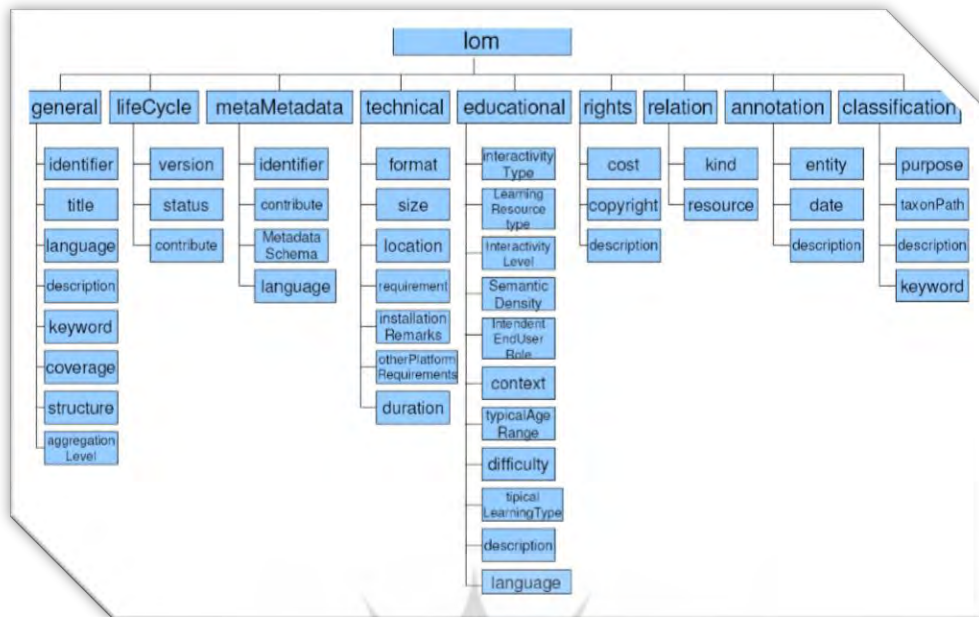 lom
general
lifeCycle
metaMetadata
technical
educational
rights
relation
annotation
classification
identifier
title
language
description
keyword
coverage
structure
aggregation
Level
version
status
contribute
identifier
contribute
Metadata
Schema
language
format
size
location
requirement
installation
Remarks
otherPlatform
Requirements
duration
interactivity
Type
Learning
Resource
type
Interactivity
Level
Semantic
Density
Intendent
EndUser
Role
context
typicalAge
Range
difficulty
tipical
LearningType
description
language
cost
copyright
description
kind
resource
entity
date
description
purpose
taxonPath
description
keyword